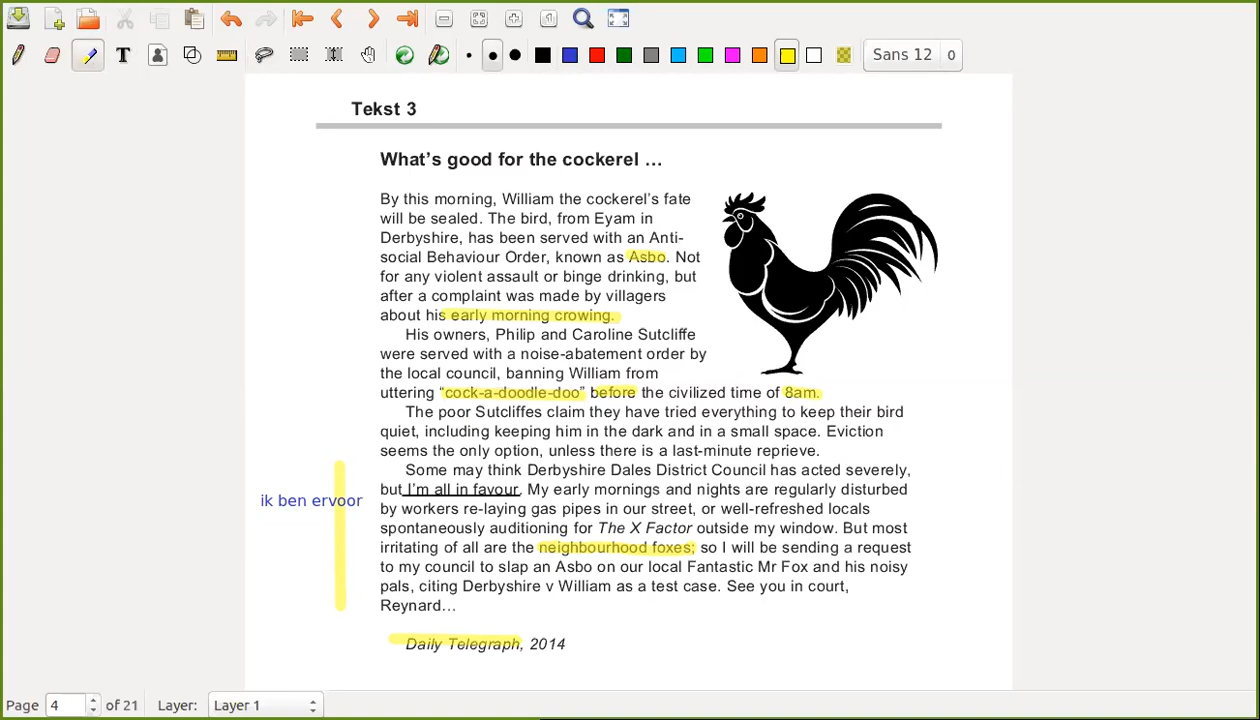 T
Sans 12 0
Tekst 3
What's good for the cockerel …
By this morning, William the cockerel's fate
will be sealed. The bird, from Eyam in
Derbyshire, has been served with an Anti-
social Behaviour Order, known as Asbo. Not
for any violent assault or binge drinking, but
after a complaint was made by villagers
about his early morning crowing.
His owners, Philip and Caroline Sutcliffe
were served with a noise-abatement order by
the local council, banning William from
uttering “cock-a-doodle-doo” before the civilized time of 8am.
The poor Sutcliffes claim they have tried everything to keep their bird
quiet, including keeping him in the dark and in a small space. Eviction
seems the only option, unless there is a last-minute reprieve.
Some may think Derbyshire Dales District Council has acted severely,
but I'm all in favour. My early mornings and nights are regularly disturbed
ik ben ervoor
by workers re-laying gas pipes in our street, or well-refreshed locals
spontaneously auditioning for The X Factor outside my window. But most
irritating of all are the neighbourhood foxes; so I will be sending a request
to my council to slap an Asbo on our local Fantastic Mr Fox and his noisy
pals, citing Derbyshire v William as a test case. See you in court,
Reynard…
Daily Telegraph, 2014
Page 4 of 21 Layer: Layer 1